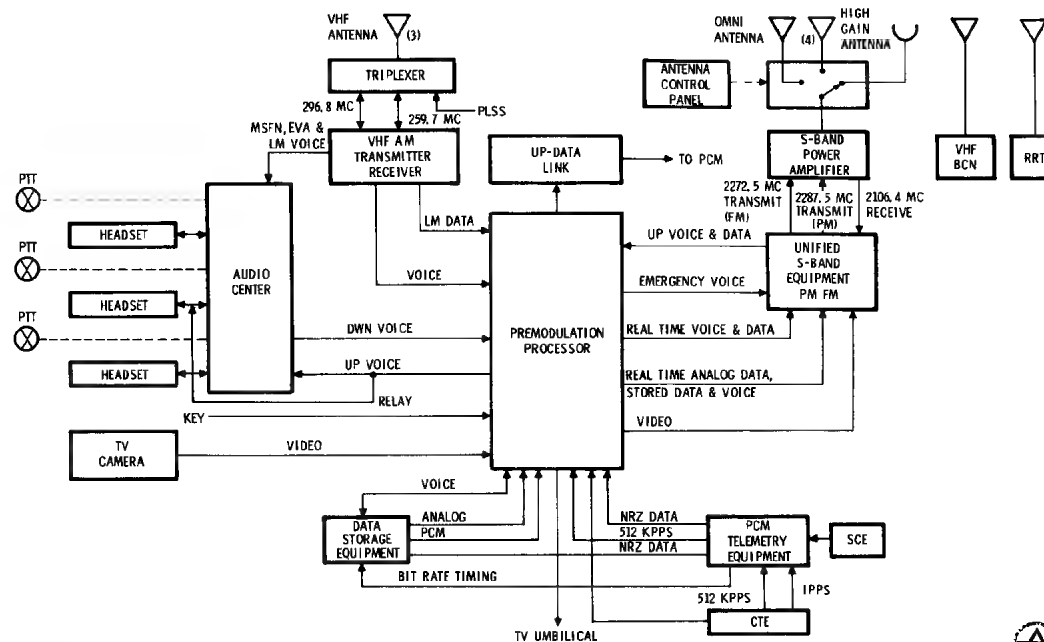 VHF
ANTENNA
(3)
OMNI
ANTENNA
(4)
HIGH
GAIN
ANTENNA
TRIPLEXER
ANTENNA
CONTROL
PANEL
296.8 MC
259.7 MC
PLSS
MSFN, EVA &
LM VOICE
VHF AM
TRANSMITTER
RECEIVER
UP-DATA
LINK
TO PCM
S-BAND
POWER
AMPLIFIER
VHF
BCN
RRT
2272.5 MC
TRANSMIT
(FM)
2287.5 MC
TRANSMIT
(PM)
2106.4 MC
RECEIVE
PTT
HEADSET
LM DATA
UP VOICE & DATA
UNIFIED
S-BAND
EQUIPMENT
PM FM
PTT
AUDIO
CENTER
VOICE
EMERGENCY VOICE
HEADSET
PTT
DWN VOICE
PREMODULATION
PROCESSOR
REAL TIME VOICE & DATA
HEADSET
UP VOICE
REAL TIME ANALOG DATA,
STORED DATA & VOICE
RELAY
KEY
VIDEO
TV
CAMERA
VIDEO
VOICE
DATA
STORAGE
EQUIPMENT
ANALOG
PCM
NRZ DATA
NRZ DATA
512 KPPS
PCM
TELEMETRY
EQUIPMENT
SCE
BIT RATE TIMING
512 KPPS
1PPS
CTE
TV UMBILICAL